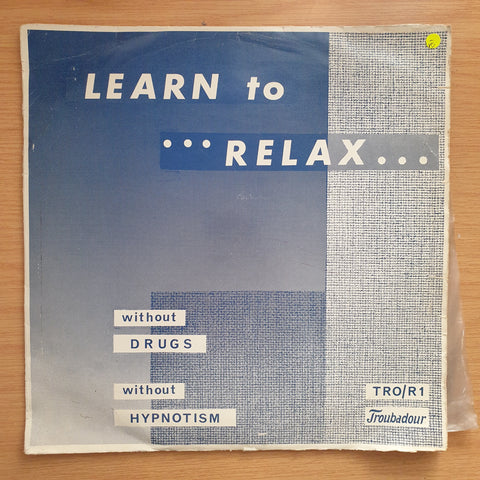 LEARN to
...RELAX...
without
DRUGS
without
HYPNOTISM
TRO/R1
Troubadour